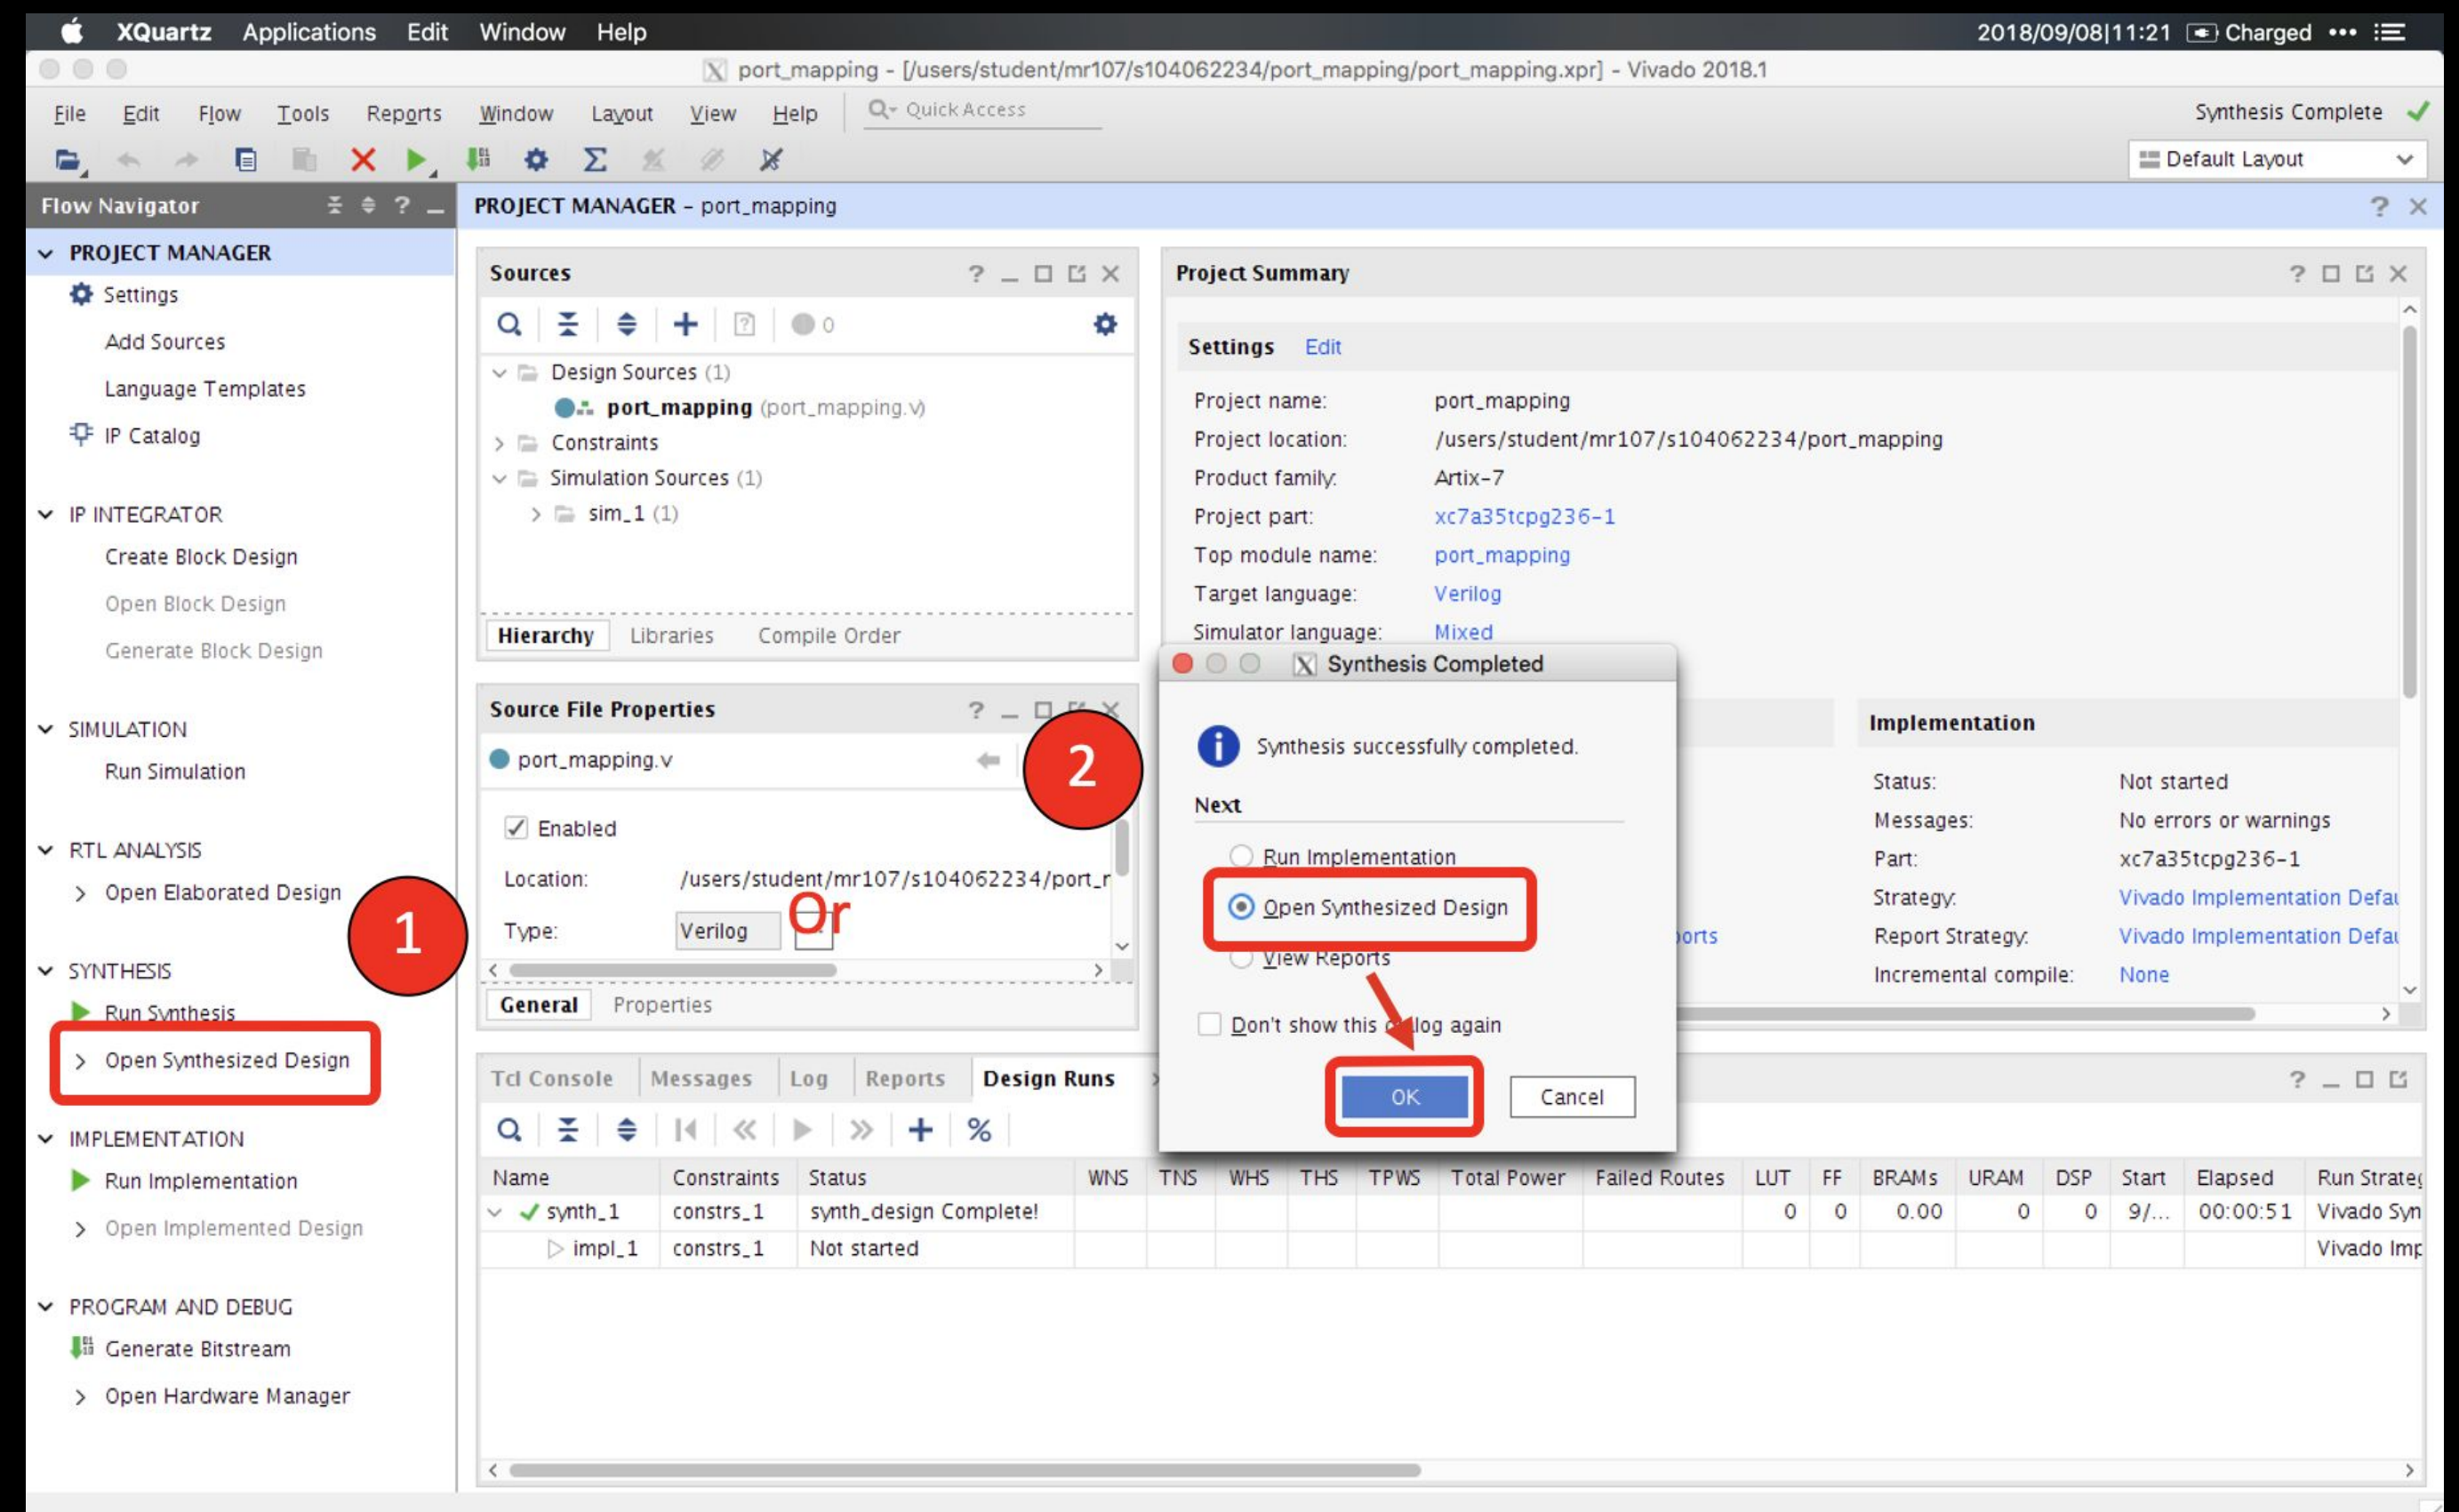 XQuartz Applications Edit Window Help 2018/09/08|11:21 Charged
port_mapping - [/users/student/mr107/s104062234/port_mapping/port_mapping.xpr] - Vivado 2018.1
File Edit Flow Tools Reports Window Layout View Help Quick Access Synthesis Complete
Default Layout
Flow Navigator
PROJECT MANAGER
Settings
Add Sources
Language Templates
IP Catalog
IP INTEGRATOR
Create Block Design
Open Block Design
Generate Block Design
SIMULATION
Run Simulation
RTL ANALYSIS
Open Elaborated Design
1
SYNTHESIS
Run Synthesis
Open Synthesized Design
IMPLEMENTATION
Run Implementation
Open Implemented Design
PROGRAM AND DEBUG
Generate Bitstream
Open Hardware Manager
PROJECT MANAGER - port_mapping
Sources
0
Design Sources (1)
port_mapping (port_mapping.v)
Constraints
Simulation Sources (1)
sim_1 (1)
Hierarchy Libraries Compile Order
Source File Properties
port_mapping.v
2
Enabled
Location: /users/student/mr107/s104062234/port_
Or
Type: Verilog
General Properties
Project Summary
Settings Edit
Project name: port_mapping
Project location: /users/student/mr107/s104062234/port_mapping
Product family: Artix-7
Project part: xc7a35tcpg236-1
Top module name: port_mapping
Target language: Verilog
Simulator language: Mixed
Synthesis Completed
Synthesis successfully completed.
Next
Run Implementation
Open Synthesized Design
View Reports
Don't show this dialog again
OK Cancel
Implementation
Status: Not started
Messages: No errors or warnings
Part: xc7a35tcpg236-1
Strategy: Vivado Implementation Defau
Report Strategy: Vivado Implementation Defau
Incremental compile: None
Tcl Console Messages Log Reports Design Runs
Name Constraints Status WNS TNS WHS THS TPWS Total Power Failed Routes LUT FF BRAMs URAM DSP Start Elapsed Run Strateg
synth_1 constrs_1 synth_design Complete! 0 0 0.00 0 0 9/... 00:00:51 Vivado Syn
impl_1 constrs_1 Not started Vivado Imp